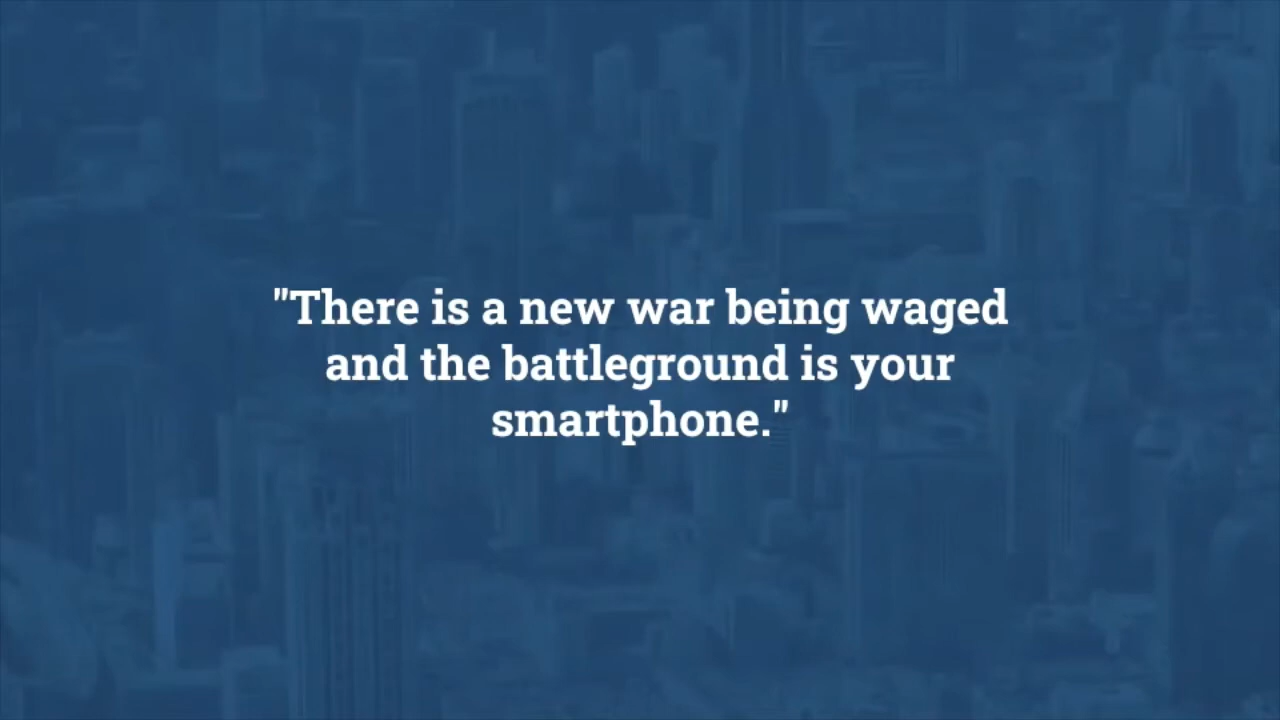 "There is a new war being waged
and the battleground is your
smartphone."